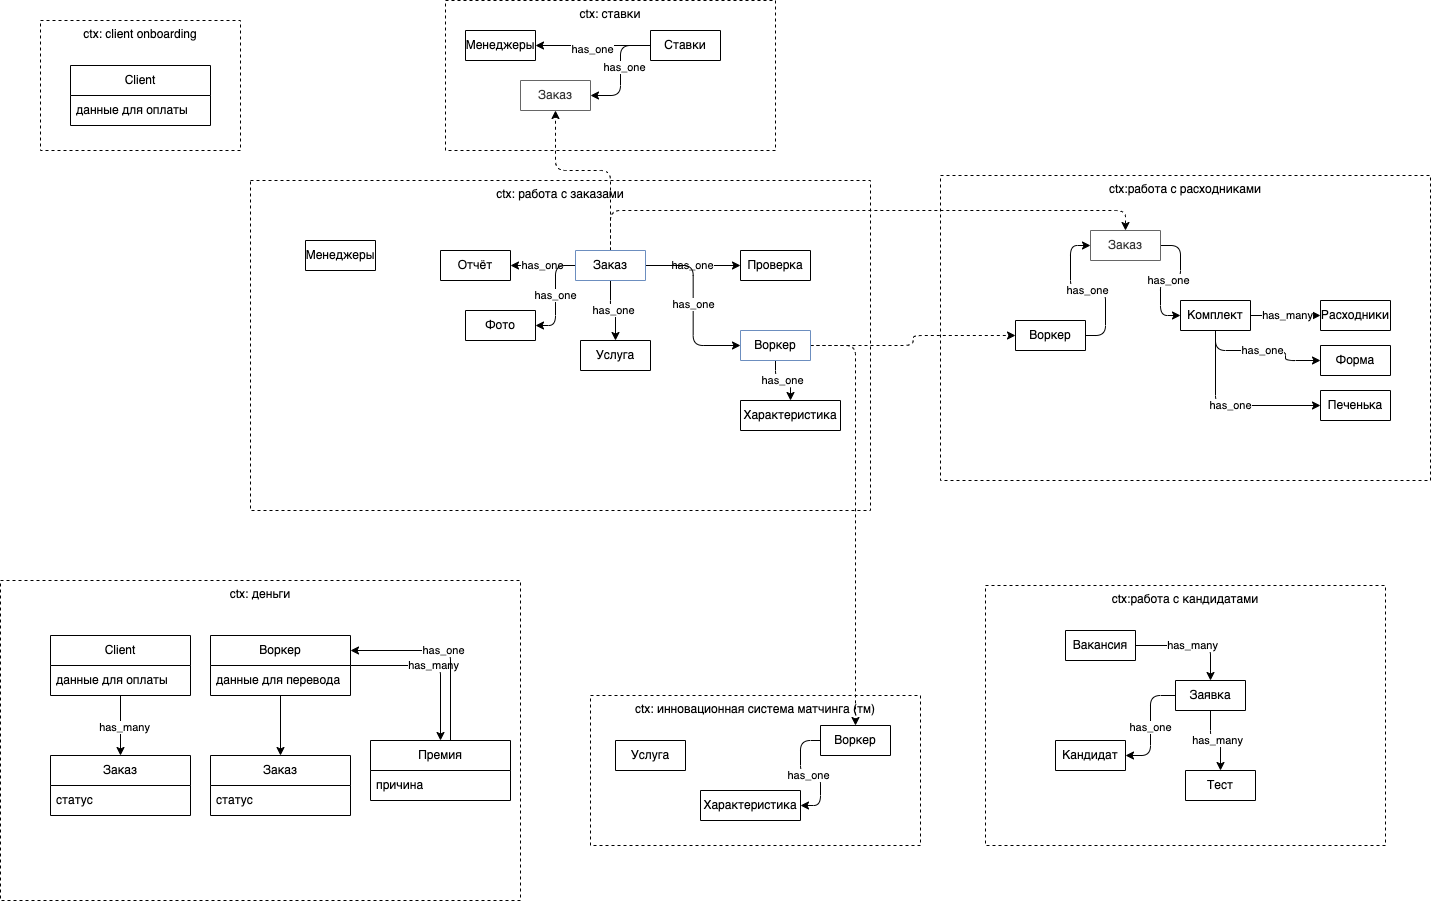 ctx: client onboarding
Client
данные для оплаты
ctx: ставки
Менеджеры
has_one
Ставки
has_one
Заказ
ctx: работа с заказами
Менеджеры
Отчёт
has_one
Заказ
has_one
Проверка
has_one
has_one
has_one
Фото
Услуга
Воркер
has_one
Характеристика
ctx:работа с расходниками
Заказ
has_one
has_one
Воркер
Комплект
has_many
Расходники
has_one
Форма
has_one
Печенька
ctx: деньги
Client
данные для оплаты
has_many
Заказ
статус
Воркер
данные для перевода
Заказ
статус
has_one
has_many
Премия
причина
ctx: инновационная система матчинга (тм)
Услуга
Воркер
has_one
Характеристика
ctx:работа с кандидатами
Вакансия
has_many
Заявка
has_one
has_many
Кандидат
Тест